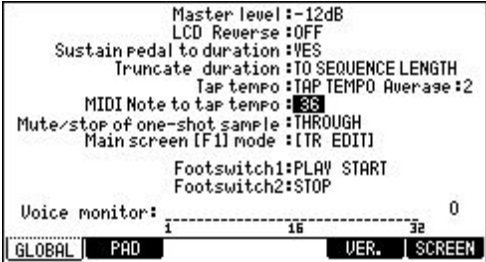 Master level:-12dB
LCD Reverse:OFF
Sustain pedal to duration:YES
Truncate duration:TO SEQUENCE LENGTH
Tap tempo:TAP TEMPO Average:2
MIDI Note to tap tempo:36
Mute/stop of one-shot sample:THROUGH
Main screen [F1] mode :[TR EDIT]
Footswitch1:PLAY START
Footswitch2:STOP
Voice monitor: 0
1 16 32
GLOBAL PAD VER. SCREEN